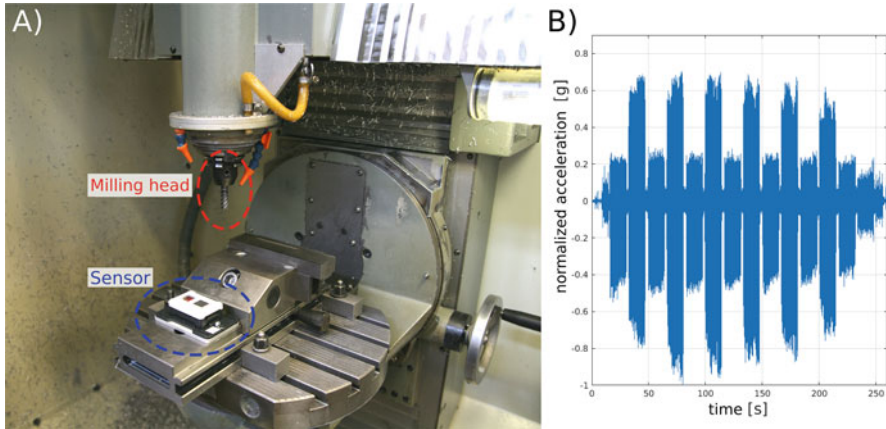 A)
Milling head
Sensor
B)
normalized acceleration [g]
0.8
0.6
0.4
0.2
0
-0.2
-0.4
-0.6
-0.8
-1
0 50 100 150 200 250
time [s]